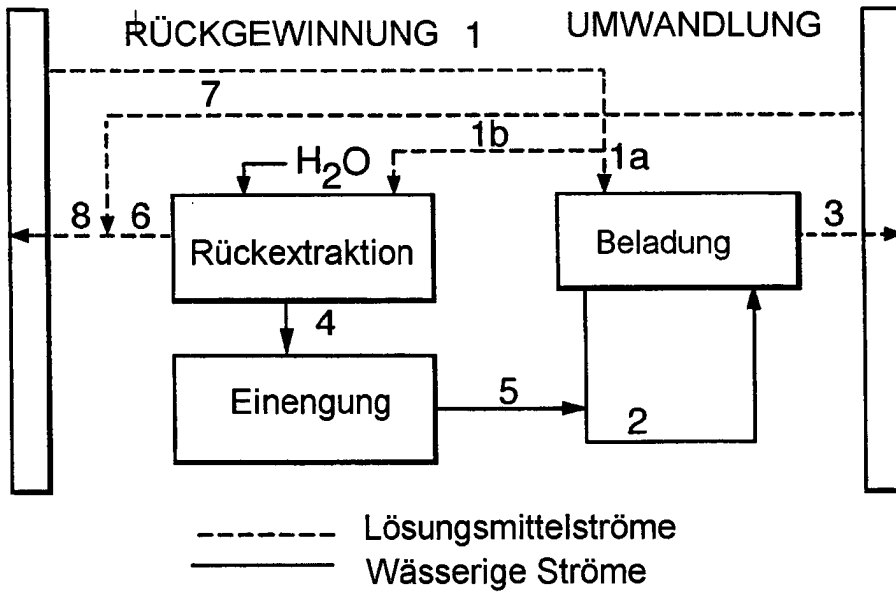 RÜCKGEWINNUNG 1 UMWANDLUNG
7
1b
H₂O
1a
8 6
Rückextraktion
Beladung
3
4
Einengung
5
2
Lösungsmittelströme
Wässerige Ströme